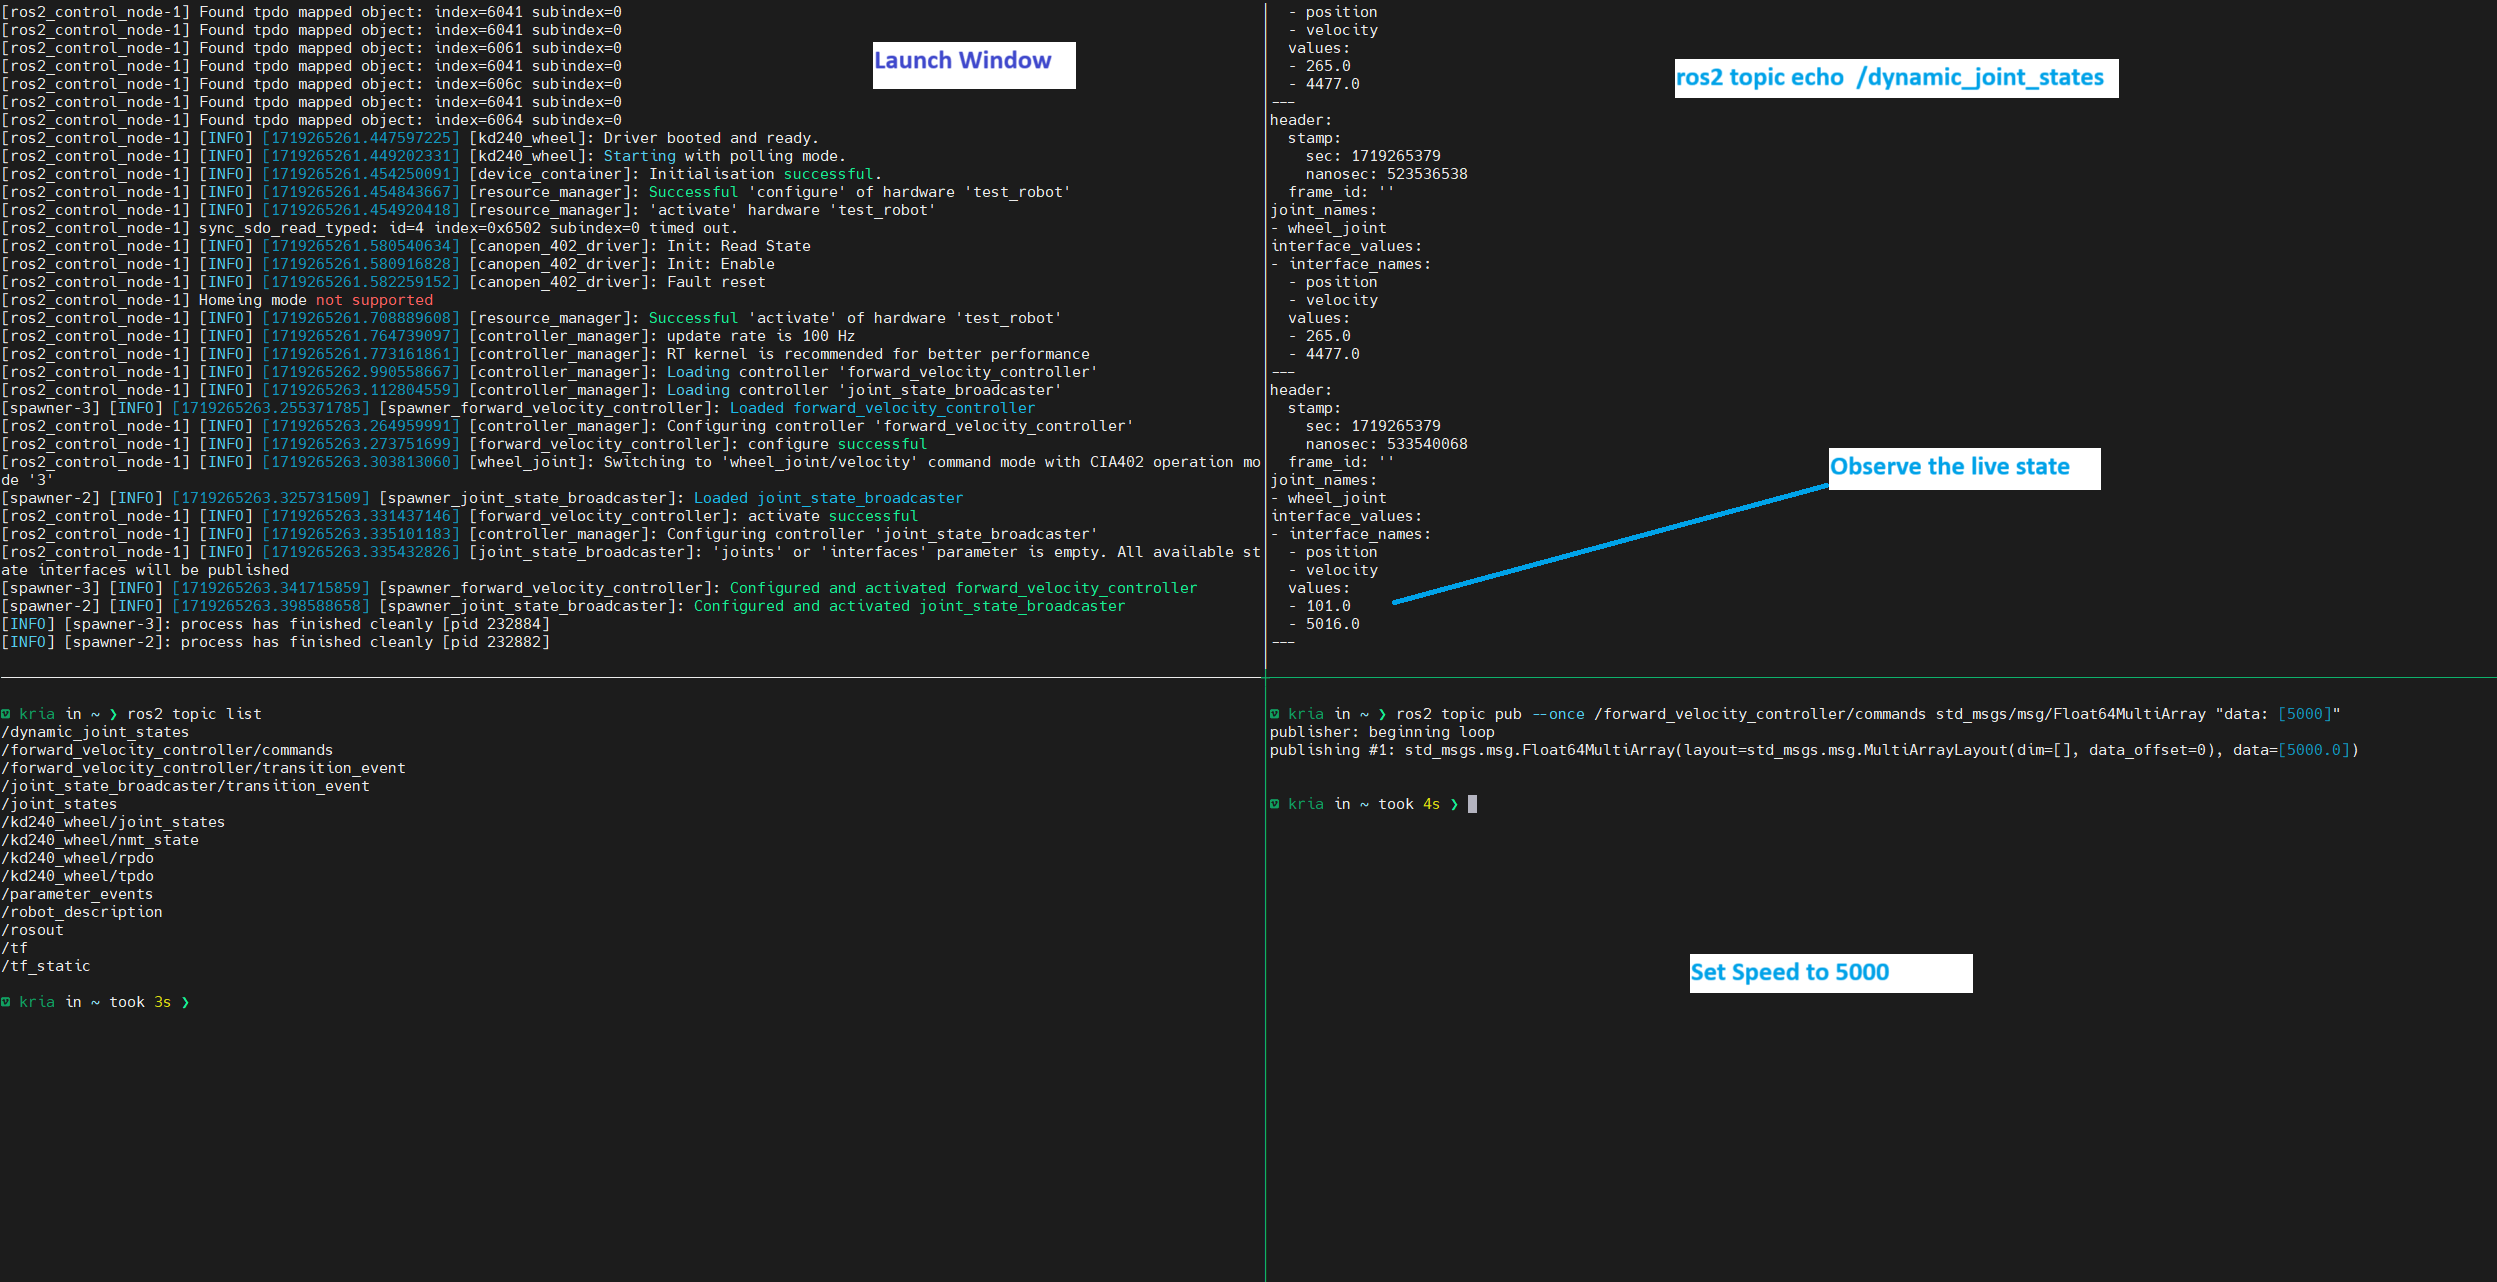 [ros2_control_node-1] Found tpdo mapped object: index=6041 subindex=0
[ros2_control_node-1] Found tpdo mapped object: index=6041 subindex=0
[ros2_control_node-1] Found tpdo mapped object: index=6061 subindex=0
[ros2_control_node-1] Found tpdo mapped object: index=6041 subindex=0
[ros2_control_node-1] Found tpdo mapped object: index=606c subindex=0
[ros2_control_node-1] Found tpdo mapped object: index=6041 subindex=0
[ros2_control_node-1] Found tpdo mapped object: index=6064 subindex=0
[ros2_control_node-1] [INFO] [1719265261.447597225] [kd240_wheel]: Driver booted and ready.
[ros2_control_node-1] [INFO] [1719265261.449202331] [kd240_wheel]: Starting with polling mode.
[ros2_control_node-1] [INFO] [1719265261.454250091] [device_container]: Initialisation successful.
[ros2_control_node-1] [INFO] [1719265261.454843667] [resource_manager]: Successful 'configure' of hardware 'test_robot'
[ros2_control_node-1] [INFO] [1719265261.454920418] [resource_manager]: 'activate' hardware 'test_robot'
[ros2_control_node-1] sync_sdo_read_typed: id=4 index=0x6502 subindex=0 timed out.
[ros2_control_node-1] [INFO] [1719265261.580540634] [canopen_402_driver]: Init: Read State
[ros2_control_node-1] [INFO] [1719265261.580916828] [canopen_402_driver]: Init: Enable
[ros2_control_node-1] [INFO] [1719265261.582259152] [canopen_402_driver]: Fault reset
[ros2_control_node-1] Homeing mode not supported
[ros2_control_node-1] [INFO] [1719265261.708889608] [resource_manager]: Successful 'activate' of hardware 'test_robot'
[ros2_control_node-1] [INFO] [1719265261.764739097] [controller_manager]: update rate is 100 Hz
[ros2_control_node-1] [INFO] [1719265261.773161861] [controller_manager]: RT kernel is recommended for better performance
[ros2_control_node-1] [INFO] [1719265262.990558667] [controller_manager]: Loading controller 'forward_velocity_controller'
[ros2_control_node-1] [INFO] [1719265263.112804559] [controller_manager]: Loading controller 'joint_state_broadcaster'
[spawner-3] [INFO] [1719265263.255371785] [spawner_forward_velocity_controller]: Loaded forward_velocity_controller
[ros2_control_node-1] [INFO] [1719265263.264959991] [controller_manager]: Configuring controller 'forward_velocity_controller'
[ros2_control_node-1] [INFO] [1719265263.273751699] [forward_velocity_controller]: configure successful
[ros2_control_node-1] [INFO] [1719265263.303813060] [wheel_joint]: Switching to 'wheel_joint/velocity' command mode with CIA402 operation mo
de '3'
[spawner-2] [INFO] [1719265263.325731509] [spawner_joint_state_broadcaster]: Loaded joint_state_broadcaster
[ros2_control_node-1] [INFO] [1719265263.331437146] [forward_velocity_controller]: activate successful
[ros2_control_node-1] [INFO] [1719265263.335101183] [controller_manager]: Configuring controller 'joint_state_broadcaster'
[ros2_control_node-1] [INFO] [1719265263.335432826] [joint_state_broadcaster]: 'joints' or 'interfaces' parameter is empty. All available st
ate interfaces will be published
[spawner-3] [INFO] [1719265263.341715859] [spawner_forward_velocity_controller]: Configured and activated forward_velocity_controller
[spawner-2] [INFO] [1719265263.398588658] [spawner_joint_state_broadcaster]: Configured and activated joint_state_broadcaster
[INFO] [spawner-3]: process has finished cleanly [pid 232884]
[INFO] [spawner-2]: process has finished cleanly [pid 232882]
Launch Window
- position
- velocity
values:
- 265.0
- 4477.0
---
header:
stamp:
sec: 1719265379
nanosec: 523536538
frame_id: ''
joint_names:
- wheel_joint
interface_values:
- interface_names:
- position
- velocity
values:
- 265.0
- 4477.0
---
header:
stamp:
sec: 1719265379
nanosec: 533540068
frame_id: ''
joint_names:
- wheel_joint
interface_values:
- interface_names:
- position
- velocity
values:
- 101.0
- 5016.0
---
ros2 topic echo /dynamic_joint_states
Observe the live state
kria in ~ ❯ ros2 topic list
/dynamic_joint_states
/forward_velocity_controller/commands
/forward_velocity_controller/transition_event
/joint_state_broadcaster/transition_event
/joint_states
/kd240_wheel/joint_states
/kd240_wheel/nmt_state
/kd240_wheel/rpdo
/kd240_wheel/tpdo
/parameter_events
/robot_description
/rosout
/tf
/tf_static
kria in ~ took 3s ❯
kria in ~ ❯ ros2 topic pub --once /forward_velocity_controller/commands std_msgs/msg/Float64MultiArray "data: [5000]"
publisher: beginning loop
publishing #1: std_msgs.msg.Float64MultiArray(layout=std_msgs.msg.MultiArrayLayout(dim=[], data_offset=0), data=[5000.0])
kria in ~ took 4s ❯
Set Speed to 5000